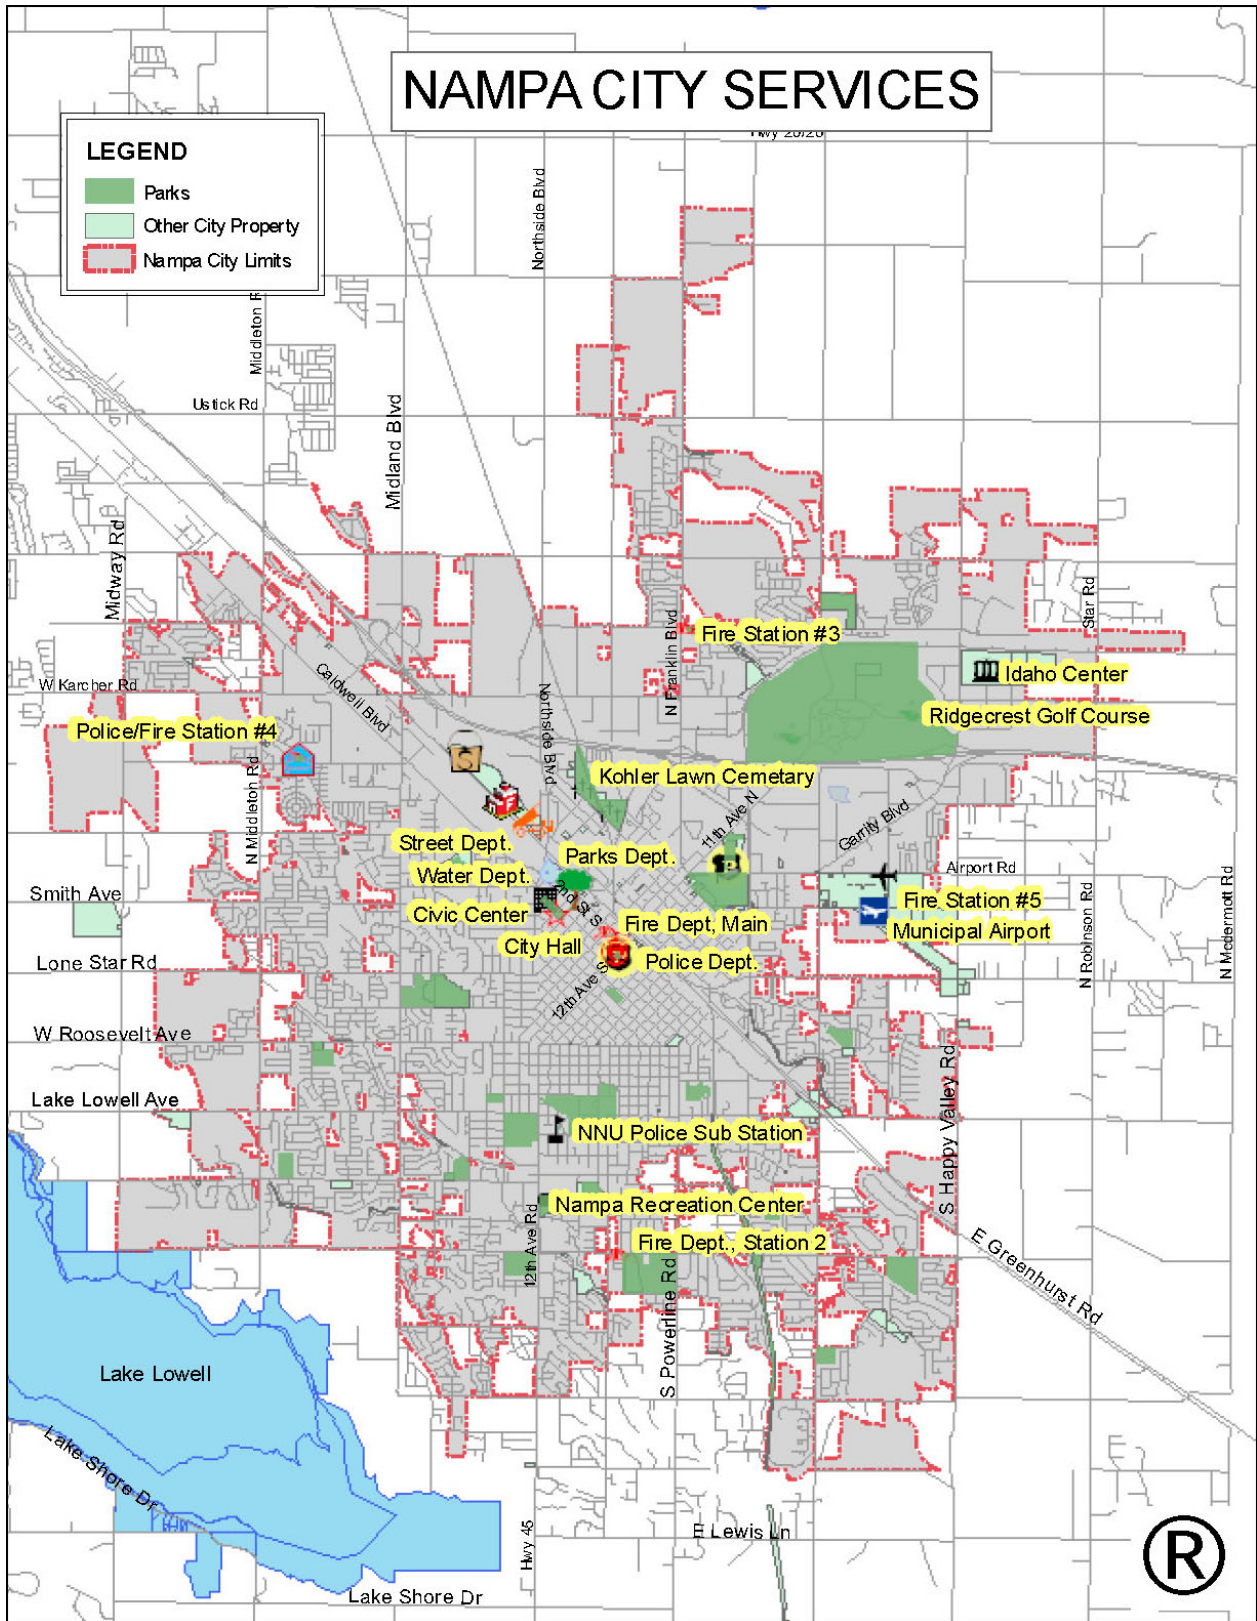 NAMPA CITY SERVICES
Hwy 20/26
LEGEND
Parks
Other City Property
Nampa City Limits
Northside Blvd
Middleton R
Ustick Rd
Midland Blvd
Midway Rd
Star Rd
N Franklin Blvd
Fire Station #3
Idaho Center
W Karcher Rd
Caldwell Blvd
Northside Blvd
Ridgecrest Golf Course
Police/Fire Station #4
S
Kohler Lawn Cemetary
N Middleton Rd
F
11th Ave N
Garrity Blvd
Street Dept.
Parks Dept.
P
Airport Rd
Water Dept.
Smith Ave
2nd St S
Fire Station #5
Civic Center
Fire Dept, Main
Municipal Airport
N Robinson Rd
N Mcdermott Rd
City Hall
Lone Star Rd
Police Dept.
12th Ave S
W Roosevelt Ave
Lake Lowell Ave
S Happy Valley Rd
NNU Police Sub Station
Nampa Recreation Center
12th Ave Rd
Fire Dept., Station 2
E Greenhurst Rd
S Powerline Rd
Lake Lowell
Lake Shore Dr
Hwy 45
E Lewis Ln
R
Lake Shore Dr